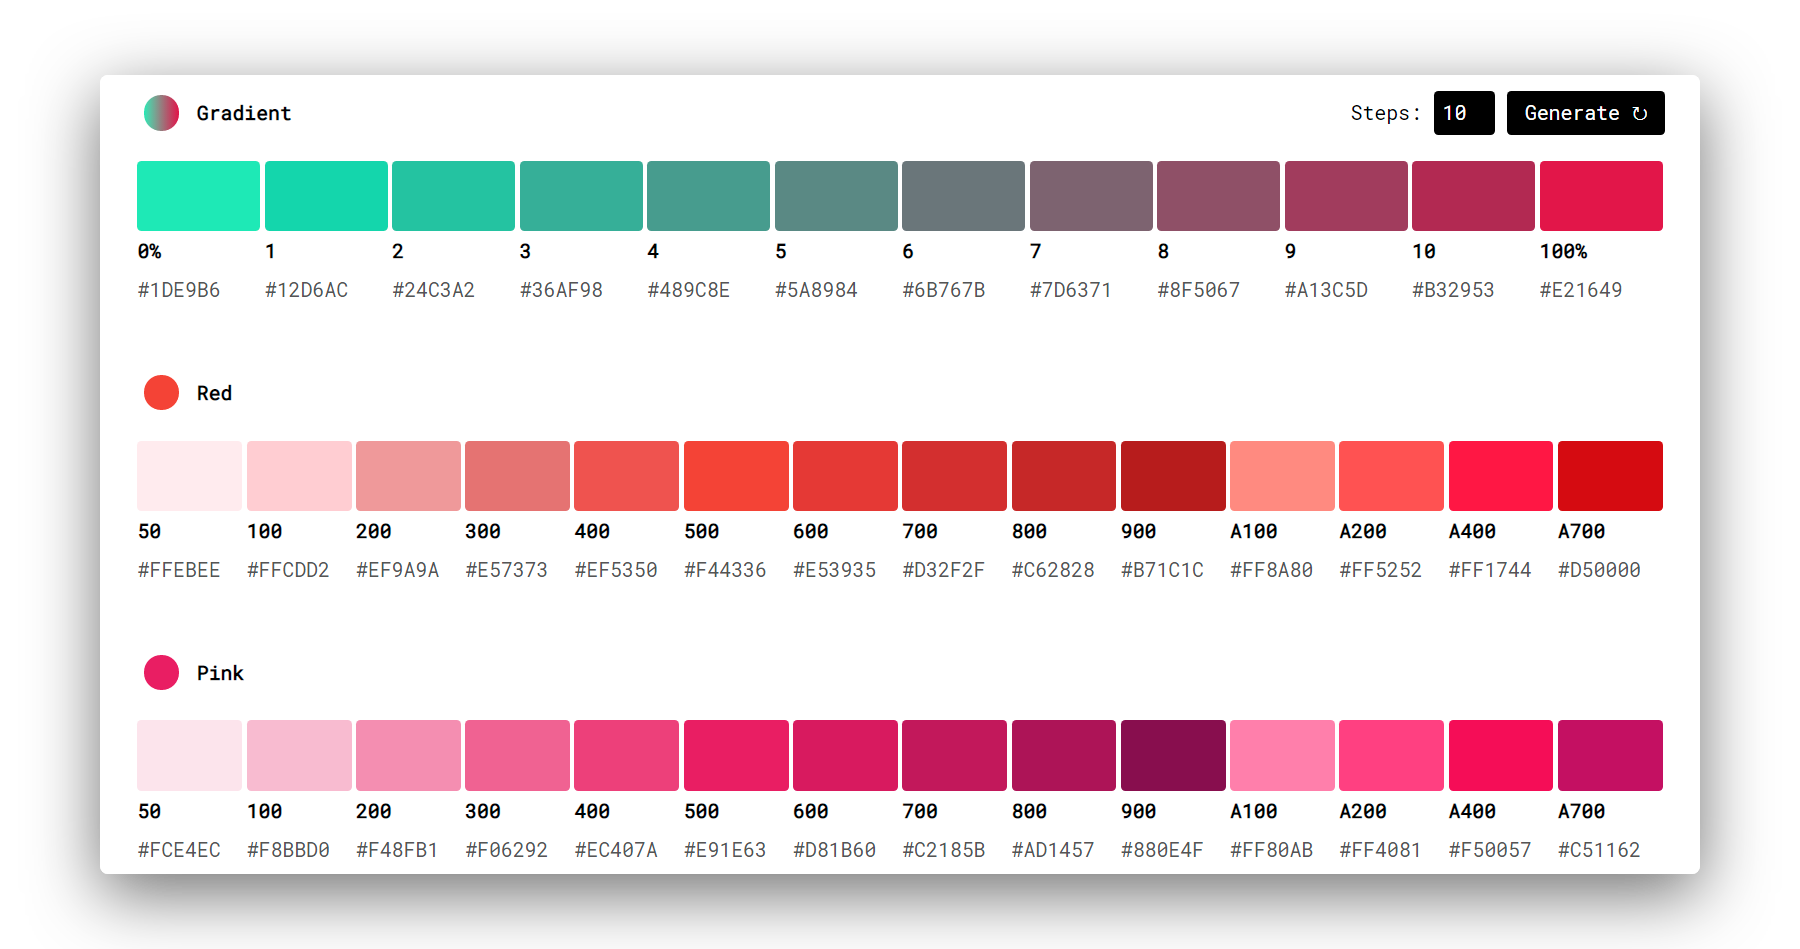 Gradient Steps: 10 Generate ↻
0% 1 2 3 4 5 6 7 8 9 10 100%
#1DE9B6 #12D6AC #24C3A2 #36AF98 #489C8E #5A8984 #6B767B #7D6371 #8F5067 #A13C5D #B32953 #E21649
Red
50 100 200 300 400 500 600 700 800 900 A100 A200 A400 A700
#FFEBEE #FFCDD2 #EF9A9A #E57373 #EF5350 #F44336 #E53935 #D32F2F #C62828 #B71C1C #FF8A80 #FF5252 #FF1744 #D50000
Pink
50 100 200 300 400 500 600 700 800 900 A100 A200 A400 A700
#FCE4EC #F8BBD0 #F48FB1 #F06292 #EC407A #E91E63 #D81B60 #C2185B #AD1457 #880E4F #FF80AB #FF4081 #F50057 #C51162